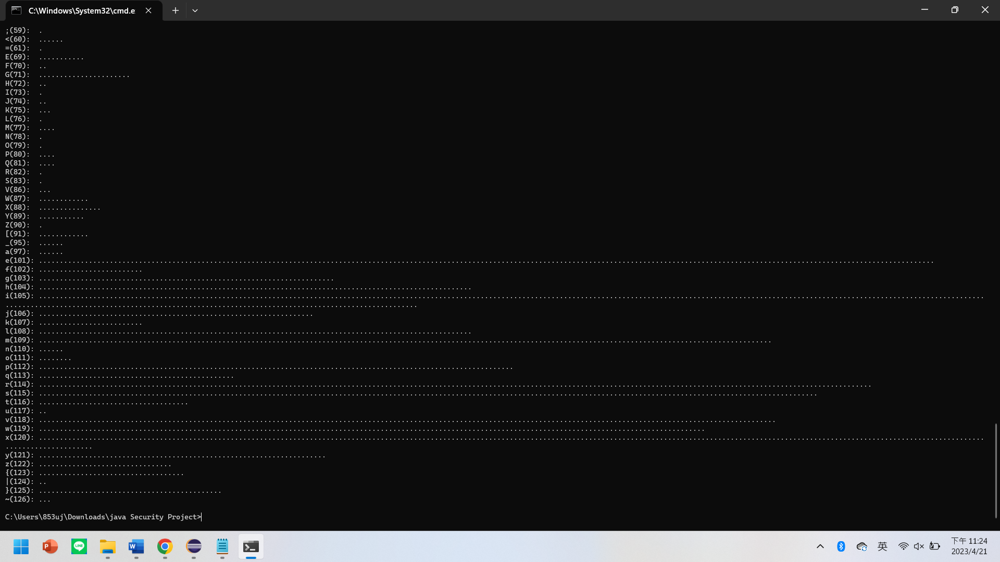 C:\Windows\System32\cmd.e
;(59):  .
<(60):  ......
=(61):  .
E(69):  ...........
F(70):  ..
G(71):  ......................
H(72):  ..
I(73):  .
J(74):  ..
K(75):  ...
L(76):  .
M(77):  ....
N(78):  .
O(79):  .
P(80):  ....
Q(81):  ....
R(82):  .
S(83):  .
V(86):  ...
W(87):  ............
X(88):  ...............
Y(89):  ...........
Z(90):  .
[(91):  ............
_(95):  ......
a(97):  ......
e(101): .......................................................................................................................................................................................................................
f(102): .........................
g(103): .......................................................................
h(104): ........................................................................................................
i(105): ...................................................................................................................................................................................................................................
...................................................................................................
j(106): ..................................................................
k(107): .........................
l(108): ........................................................................................................
m(109): ................................................................................................................................................................................
n(110): ......
o(111): ........
p(112): ..................................................................................................................
q(113): ...............................................
r(114): ........................................................................................................................................................................................................
s(115): ...........................................................................................................................................................................................
t(116): ....................................
u(117): ..
v(118): .................................................................................................................................................................................
w(119): ................................................................................................................................................................
x(120): ...................................................................................................................................................................................................................................
.....................
y(121): .....................................................................
z(122): ................................
{(123): ...................................
|(124): ..
}(125): ............................................
~(126): ...
C:\Users\853uj\Downloads\java Security Project>
P
LINE
W
英
下午 11:24
2023/4/21